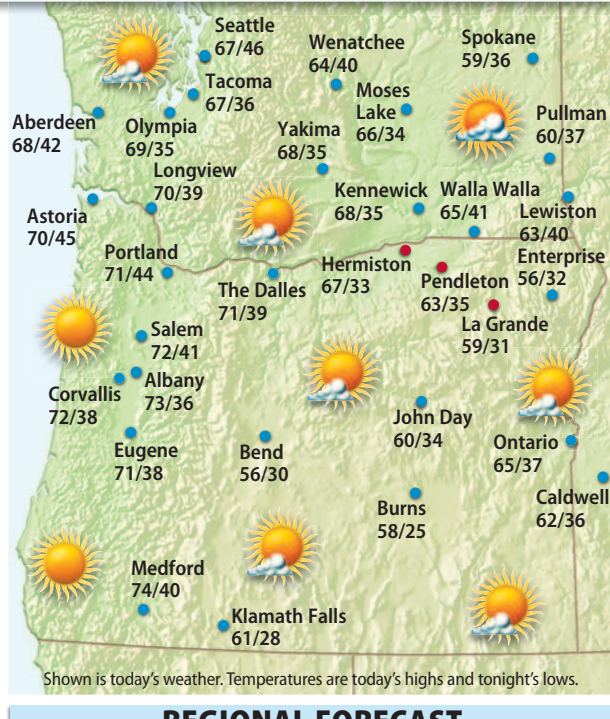 Seattle
67/46
Wenatchee
64/40
Spokane
59/36
Tacoma
67/36
Moses
Lake
66/34
Aberdeen
68/42
Olympia
69/35
Yakima
68/35
Pullman
60/37
Longview
70/39
Kennewick
68/35
Walla Walla
65/41
Lewiston
63/40
Astoria
70/45
Portland
71/44
The Dalles
71/39
Hermiston
67/33
Pendleton
63/35
Enterprise
56/32
La Grande
59/31
Salem
72/41
Albany
73/36
Corvallis
72/38
Eugene
71/38
Bend
56/30
John Day
60/34
Ontario
65/37
Caldwell
62/36
Burns
58/25
Medford
74/40
Klamath Falls
61/28
Shown is today's weather. Temperatures are today's highs and tonight's lows.
REGIONAL FORECAST